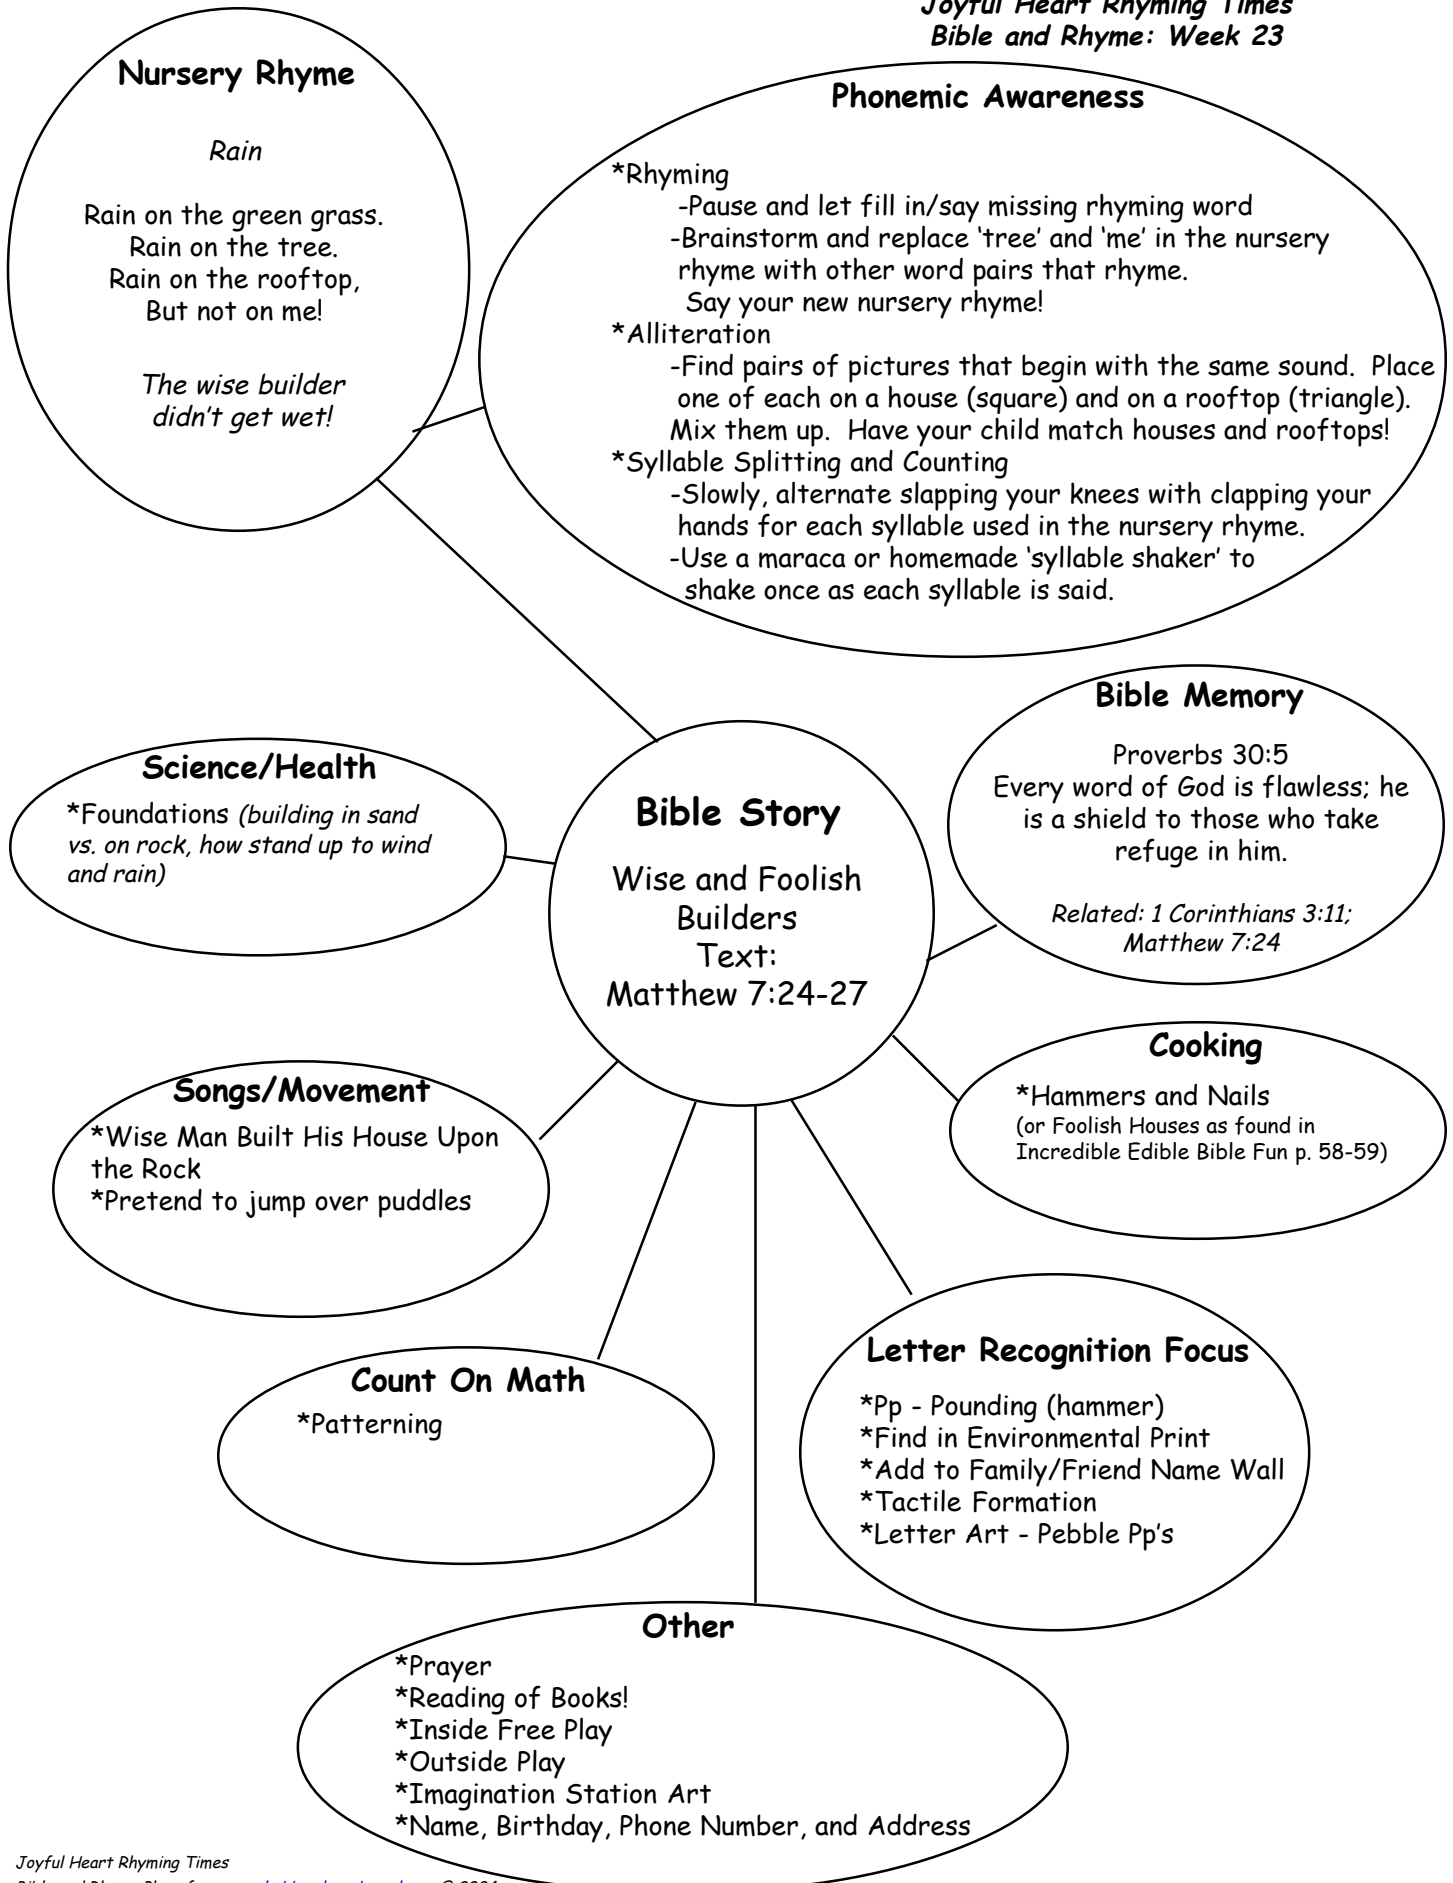 Joyful Heart Rhyming Times
Bible and Rhyme: Week 23
Nursery Rhyme
Rain
Rain on the green grass.
Rain on the tree.
Rain on the rooftop,
But not on me!
The wise builder
didn't get wet!
Phonemic Awareness
*Rhyming
-Pause and let fill in/say missing rhyming word
-Brainstorm and replace ‘tree’ and ‘me’ in the nursery
rhyme with other word pairs that rhyme.
Say your new nursery rhyme!
*Alliteration
-Find pairs of pictures that begin with the same sound.  Place
one of each on a house (square) and on a rooftop (triangle).
Mix them up.  Have your child match houses and rooftops!
*Syllable Splitting and Counting
-Slowly, alternate slapping your knees with clapping your
hands for each syllable used in the nursery rhyme.
-Use a maraca or homemade ‘syllable shaker’ to
shake once as each syllable is said.
Bible Memory
Proverbs 30:5
Every word of God is flawless; he
is a shield to those who take
refuge in him.
Related: 1 Corinthians 3:11;
Matthew 7:24
Science/Health
*Foundations (building in sand
vs. on rock, how stand up to wind
and rain)
Bible Story
Wise and Foolish
Builders
Text:
Matthew 7:24-27
Cooking
*Hammers and Nails
(or Foolish Houses as found in
Incredible Edible Bible Fun p. 58-59)
Songs/Movement
*Wise Man Built His House Upon
the Rock
*Pretend to jump over puddles
Count On Math
*Patterning
Letter Recognition Focus
*Pp - Pounding (hammer)
*Find in Environmental Print
*Add to Family/Friend Name Wall
*Tactile Formation
*Letter Art - Pebble Pp's
Other
*Prayer
*Reading of Books!
*Inside Free Play
*Outside Play
*Imagination Station Art
*Name, Birthday, Phone Number, and Address
Joyful Heart Rhyming Times